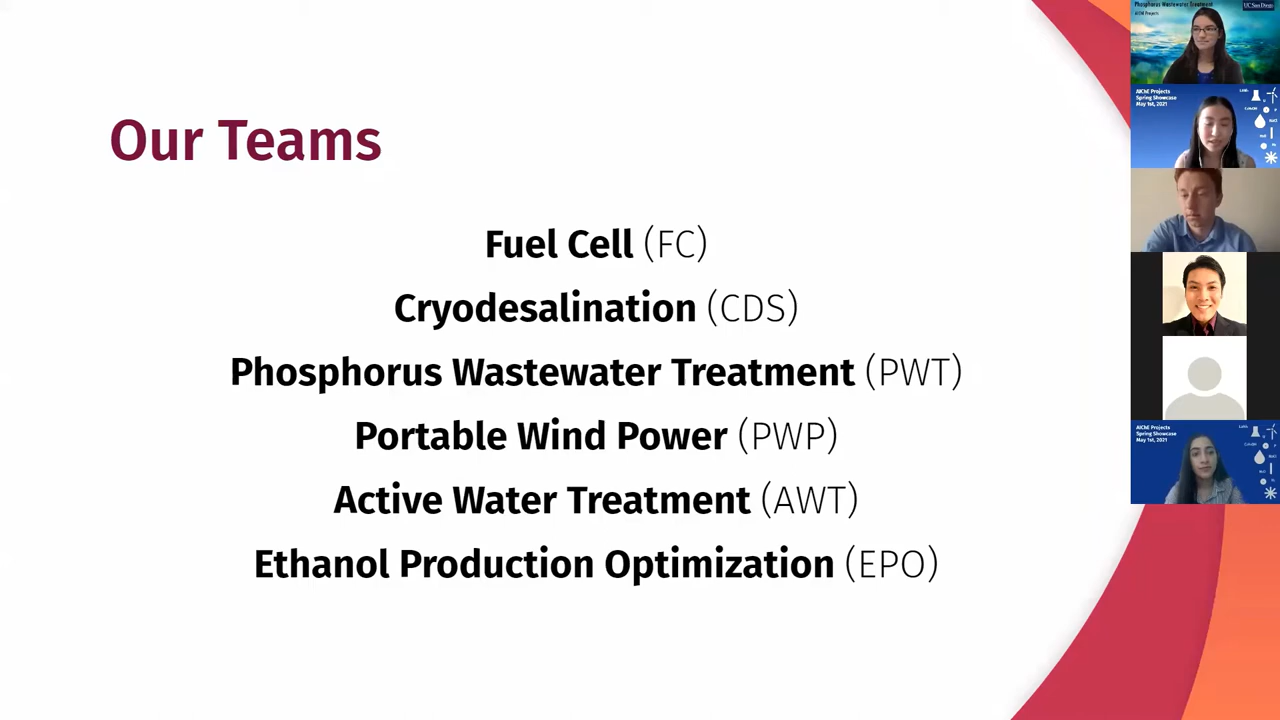 Our Teams
Fuel Cell (FC)
Cryodesalination (CDS)
Phosphorus Wastewater Treatment (PWT)
Portable Wind Power (PWP)
Active Water Treatment (AWT)
Ethanol Production Optimization (EPO)
Phosphorus Wastewater Treatment
AIChE Projects
UC San Diego
AIChE Projects
Spring Showcase
May 1st, 2021
AIChE Projects
Spring Showcase
May 1st, 2021